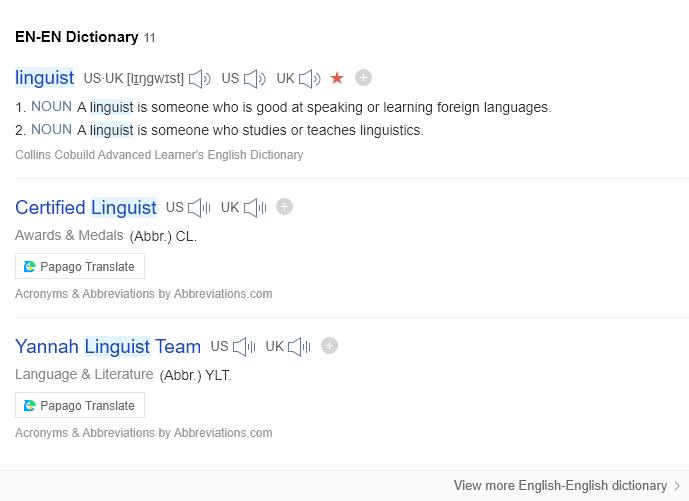 EN-EN Dictionary 11
linguist US·UK [lɪŋgwɪst] US UK
1. NOUN A linguist is someone who is good at speaking or learning foreign languages.
2. NOUN A linguist is someone who studies or teaches linguistics.
Collins Cobuild Advanced Learner's English Dictionary
Certified Linguist US UK
Awards & Medals (Abbr.) CL.
Papago Translate
Acronyms & Abbreviations by Abbreviations.com
Yannah Linguist Team US UK
Language & Literature (Abbr.) YLT.
Papago Translate
Acronyms & Abbreviations by Abbreviations.com
View more English-English dictionary